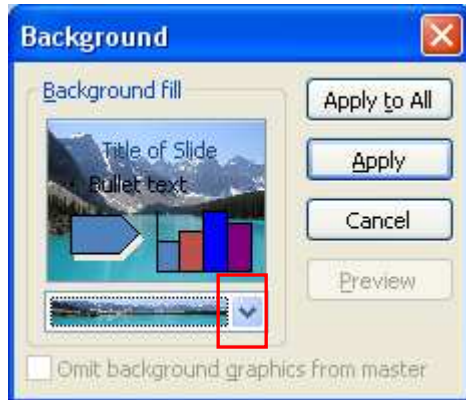 Background
Background fill
Title of Slide
Bullet text
Apply to All
Apply
Cancel
Preview
Omit background graphics from master